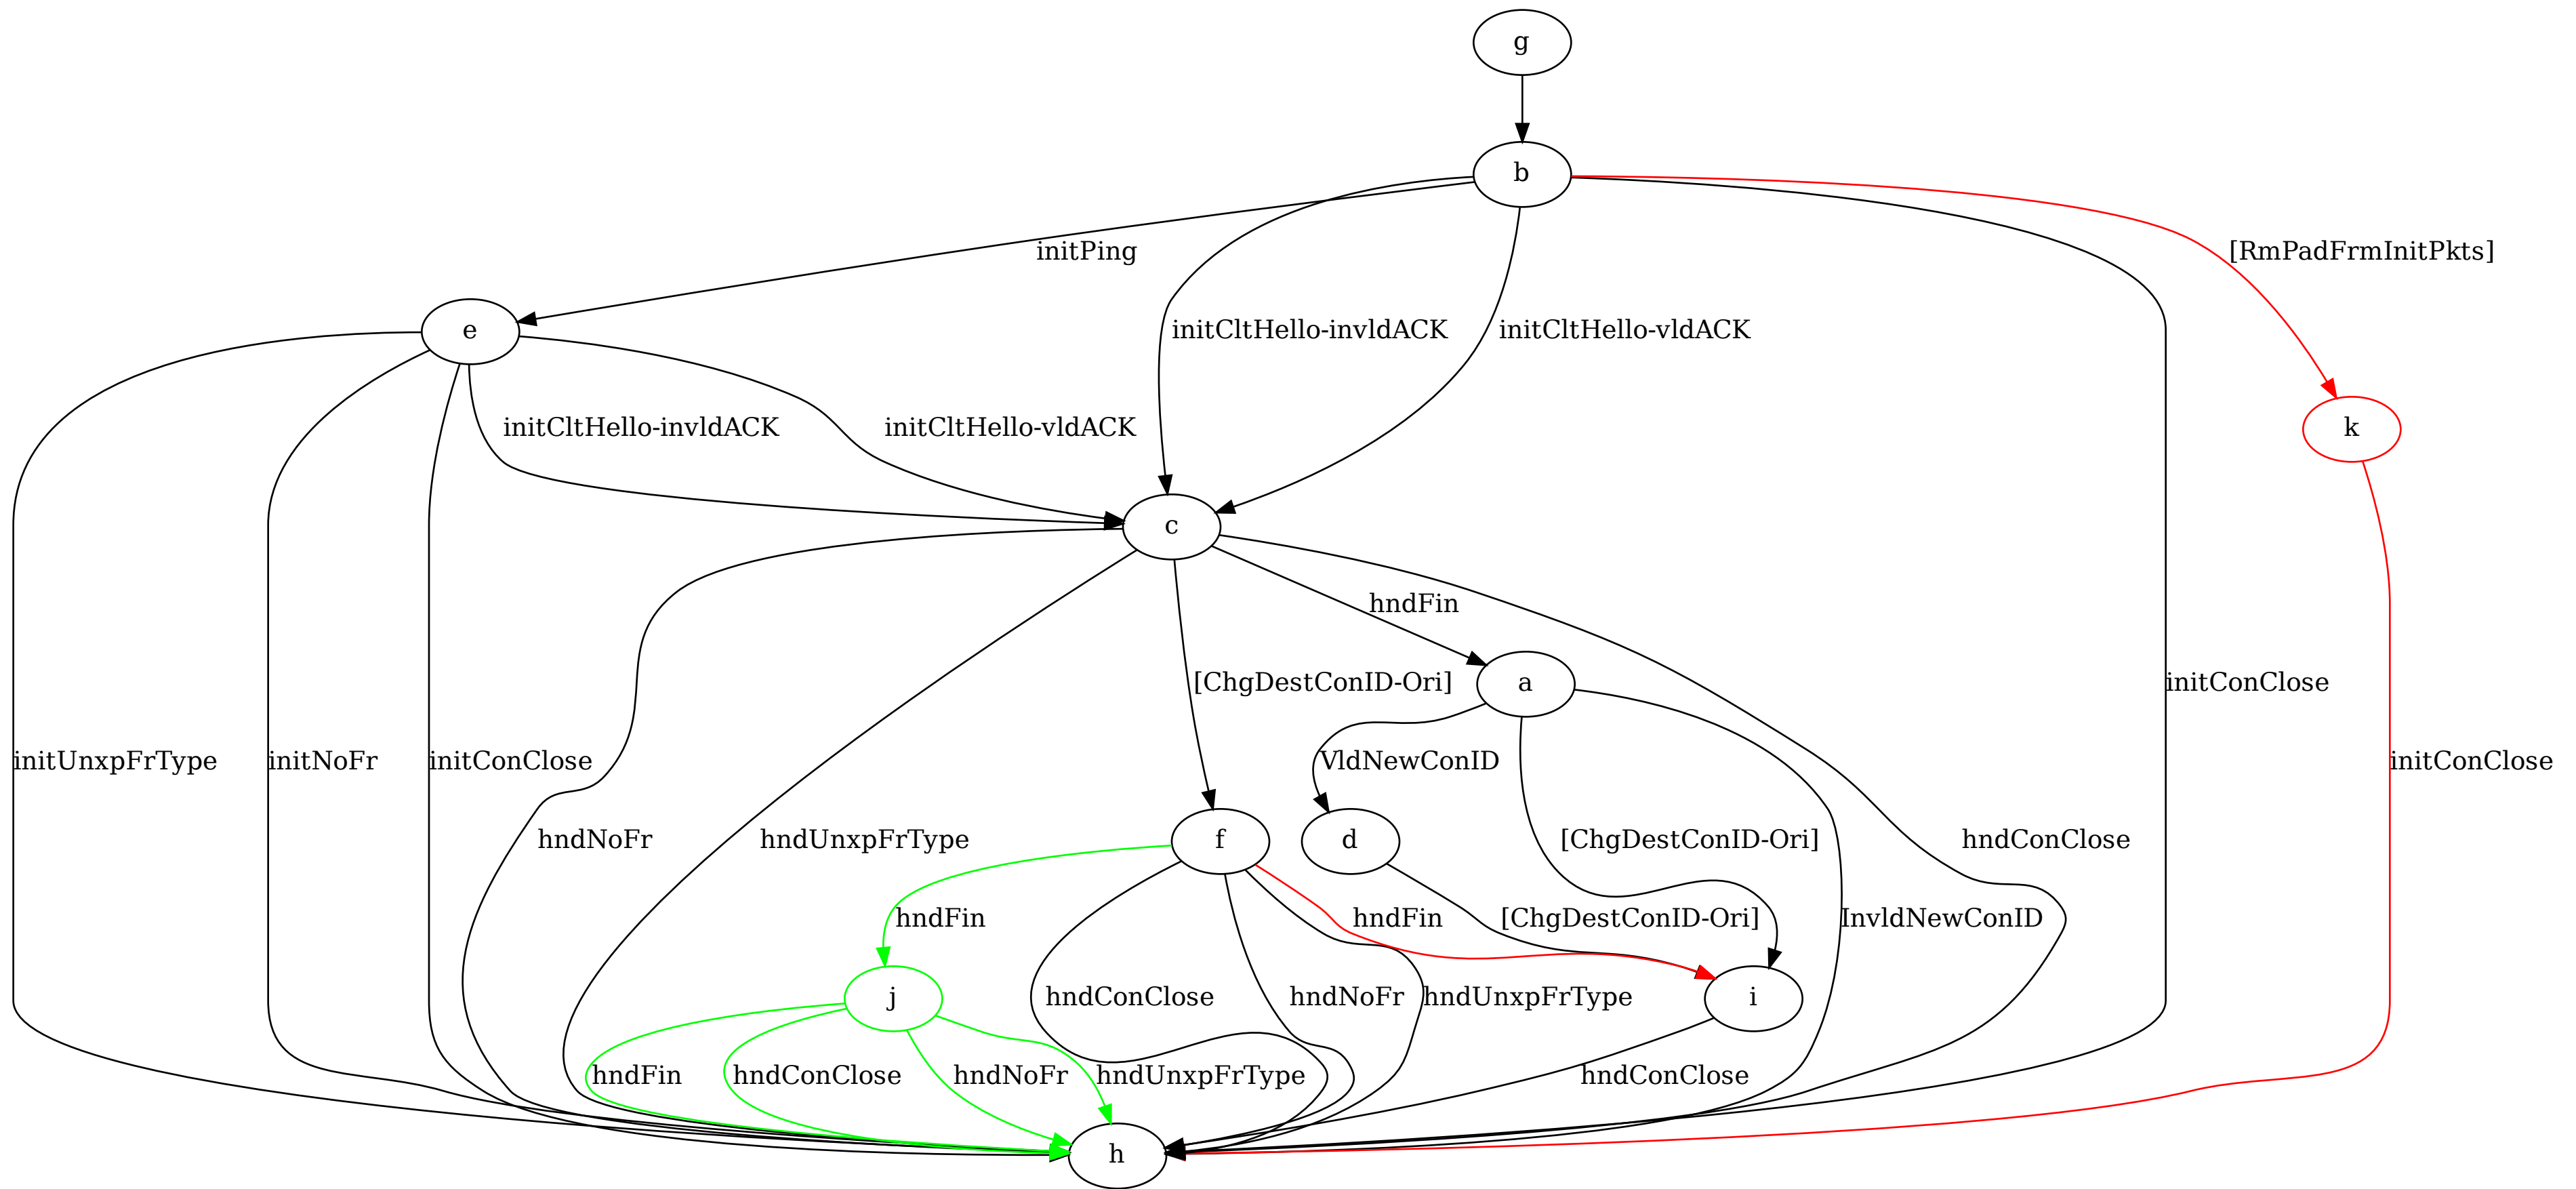 g
b
initPing
[RmPadFrmInitPkts]
e
initCltHello-invldACK
initCltHello-vldACK
initCltHello-invldACK
initCltHello-vldACK
k
c
hndFin
[ChgDestConID-Ori]
a
initConClose
initUnxpFrType
initNoFr
initConClose
VldNewConID
initConClose
hndNoFr
hndUnxpFrType
f
d
[ChgDestConID-Ori]
hndConClose
hndFin
hndFin
[ChgDestConID-Ori]
InvldNewConID
j
hndConClose
hndNoFr
hndUnxpFrType
i
hndFin
hndConClose
hndNoFr
hndUnxpFrType
hndConClose
h